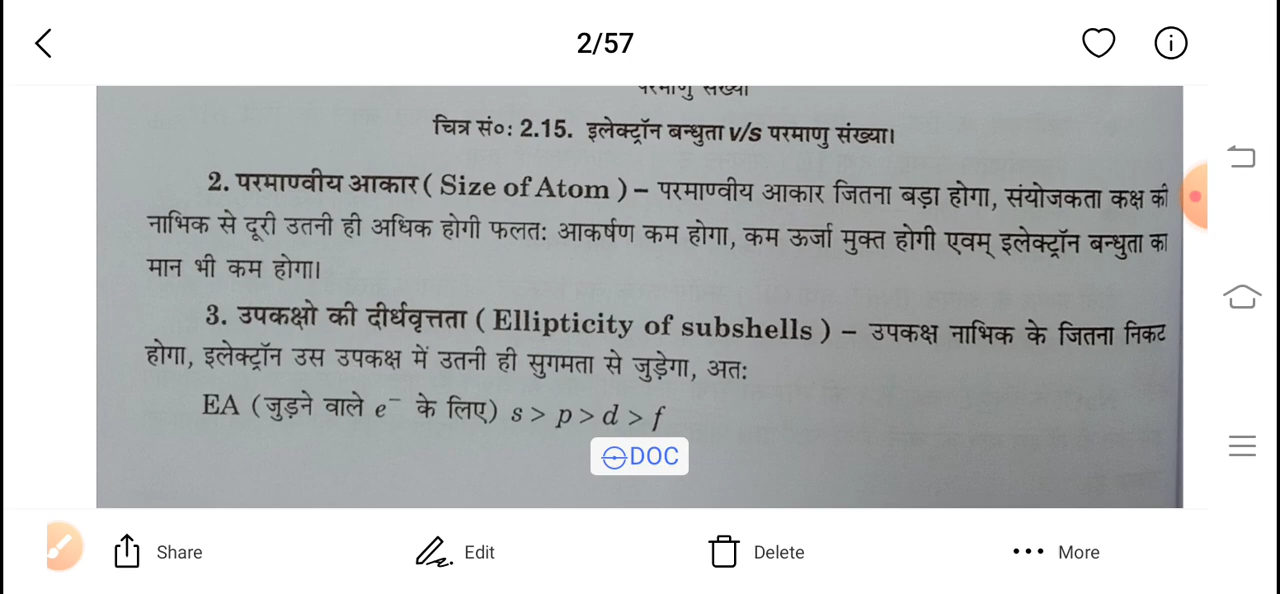 2/57
परमाणु संख्या
चित्र सं०: 2.15. इलेक्ट्रॉन बन्धुता v/s परमाणु संख्या।
2. परमाण्वीय आकार ( Size of Atom ) – परमाण्वीय आकार जितना बड़ा होगा, संयोजकता कक्ष की
नाभिक से दूरी उतनी ही अधिक होगी फलत: आकर्षण कम होगा, कम ऊर्जा मुक्त होगी एवम् इलेक्ट्रॉन बन्धुता का
मान भी कम होगा।
3. उपकक्षो की दीर्धवृत्तता ( Ellipticity of subshells ) – उपकक्ष नाभिक के जितना निकट
होगा, इलेक्ट्रॉन उस उपकक्ष में उतनी ही सुगमता से जुड़ेगा, अत:
EA (जुड़ने वाले e⁻ के लिए) s > p > d > f
DOC
Share Edit Delete More